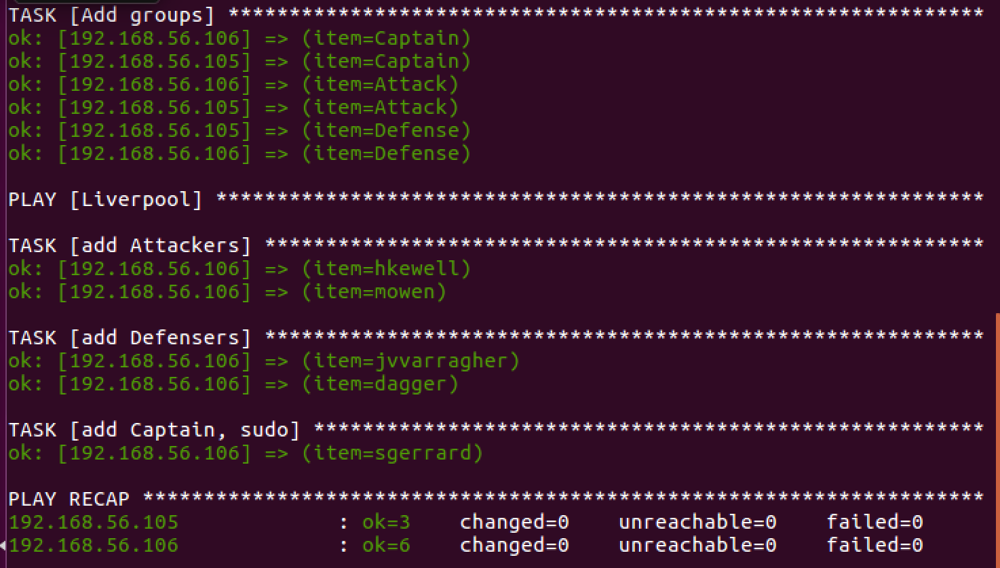 TASK [Add groups] **************************************************************
ok: [192.168.56.106] => (item=Captain)
ok: [192.168.56.105] => (item=Captain)
ok: [192.168.56.106] => (item=Attack)
ok: [192.168.56.105] => (item=Attack)
ok: [192.168.56.105] => (item=Defense)
ok: [192.168.56.106] => (item=Defense)
PLAY [Liverpool] ***************************************************************
TASK [add Attackers] ***********************************************************
ok: [192.168.56.106] => (item=hkewell)
ok: [192.168.56.106] => (item=mowen)
TASK [add Defensers] ***********************************************************
ok: [192.168.56.106] => (item=jvvarragher)
ok: [192.168.56.106] => (item=dagger)
TASK [add Captain, sudo] *******************************************************
ok: [192.168.56.106] => (item=sgerrard)
PLAY RECAP *********************************************************************
192.168.56.105             : ok=3    changed=0    unreachable=0    failed=0
192.168.56.106             : ok=6    changed=0    unreachable=0    failed=0